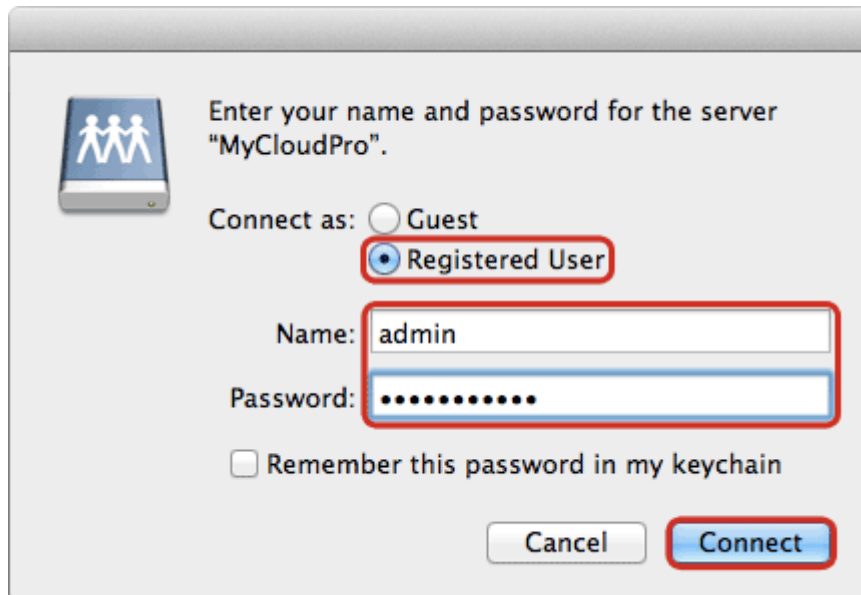 Enter your name and password for the server
“MyCloudPro”.
Connect as: Guest
Registered User
Name: admin
Password: •••••••••••
Remember this password in my keychain
Cancel Connect